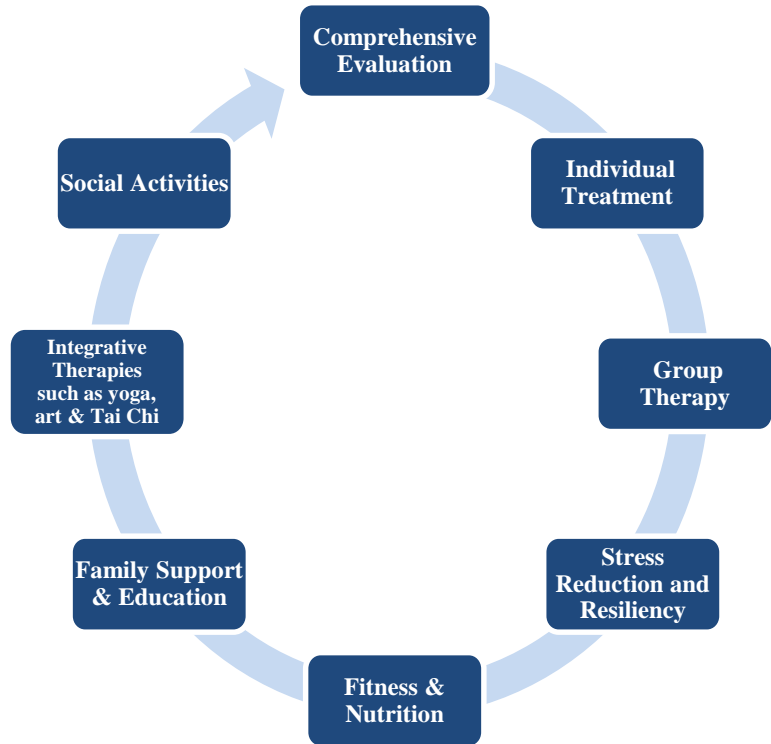 Comprehensive
Evaluation
Individual
Treatment
Group
Therapy
Stress
Reduction and
Resiliency
Fitness &
Nutrition
Family Support
& Education
Integrative
Therapies
such as yoga,
art & Tai Chi
Social Activities